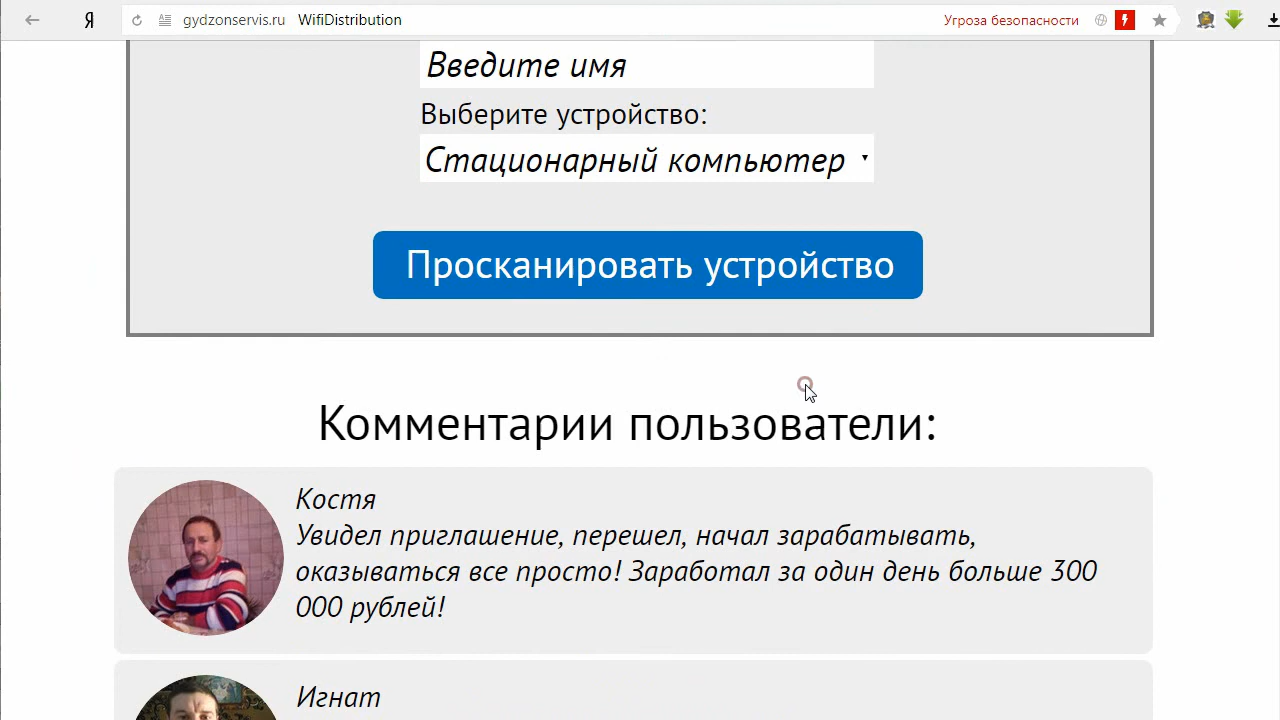 Я gydzonservis.ru WifiDistribution Угроза безопасности
Введите имя
Выберите устройство:
Стационарный компьютер
Просканировать устройство
Комментарии пользователи:
Костя
Увидел приглашение, перешел, начал зарабатывать,
оказываться все просто! Заработал за один день больше 300
000 рублей!
Игнат